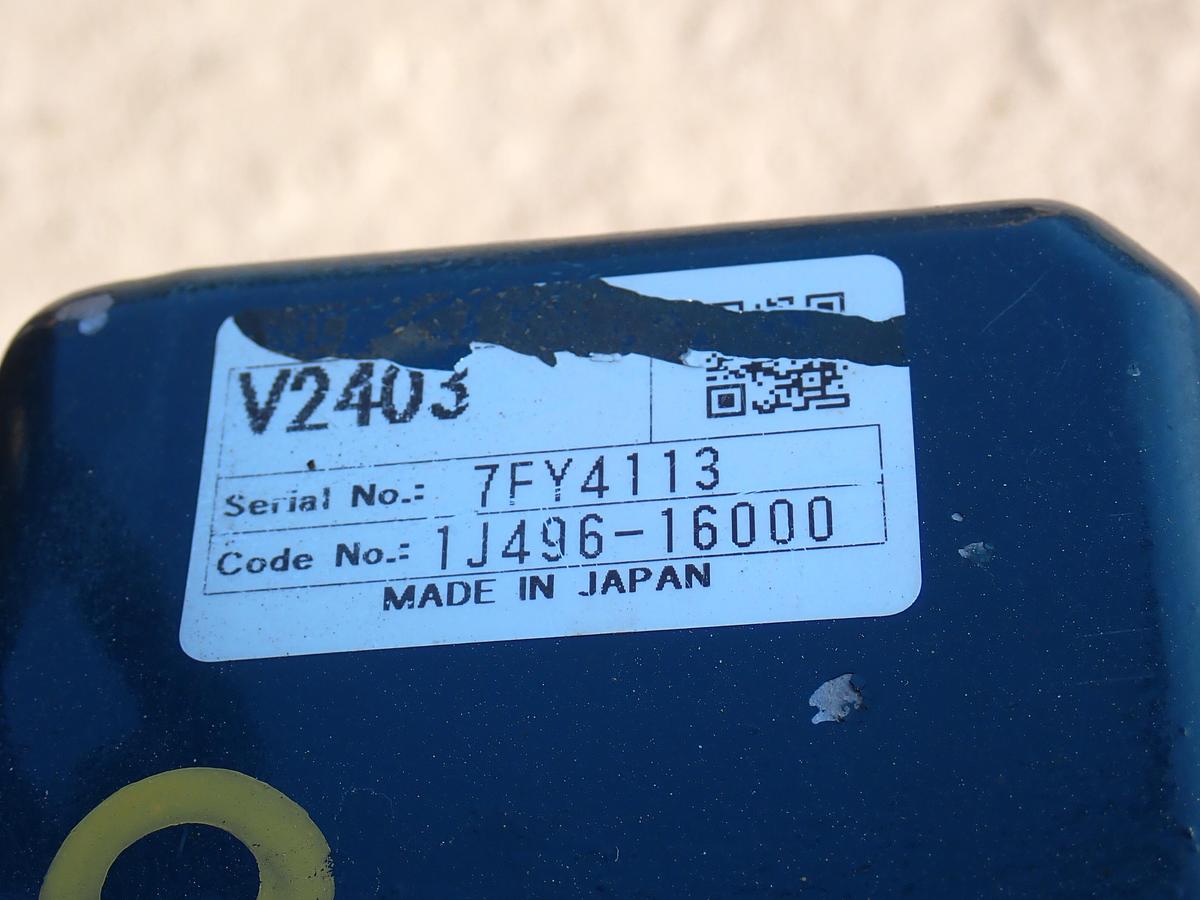 V2403
Serial No.: 7FY4113
Code No.: 1J496-16000
MADE IN JAPAN